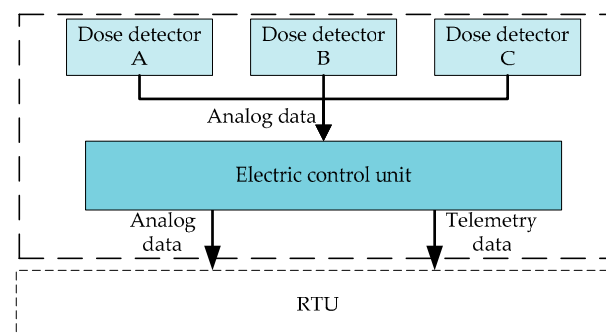 Dose detector
A
Dose detector
B
Dose detector
C
Analog data
Electric control unit
Analog
data
Telemetry
data
RTU